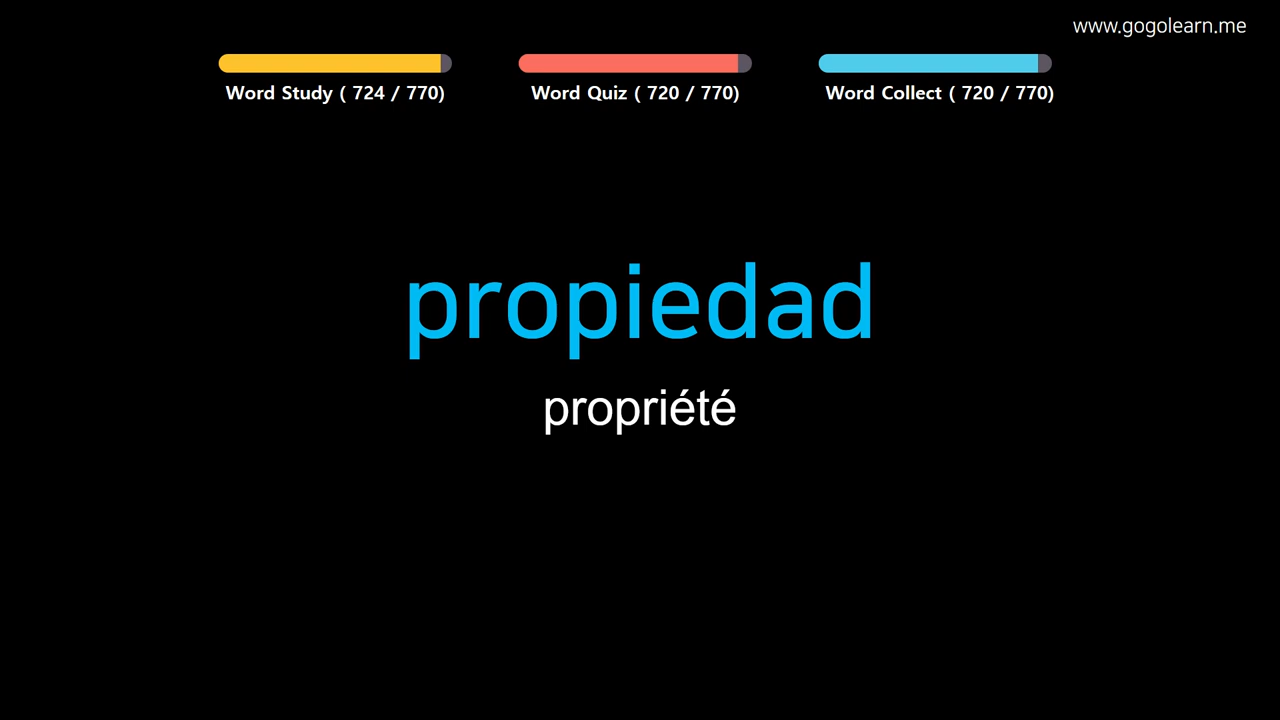 www.gogolearn.me
Word Study ( 724 / 770)
Word Quiz ( 720 / 770)
Word Collect ( 720 / 770)
propiedad
propriété